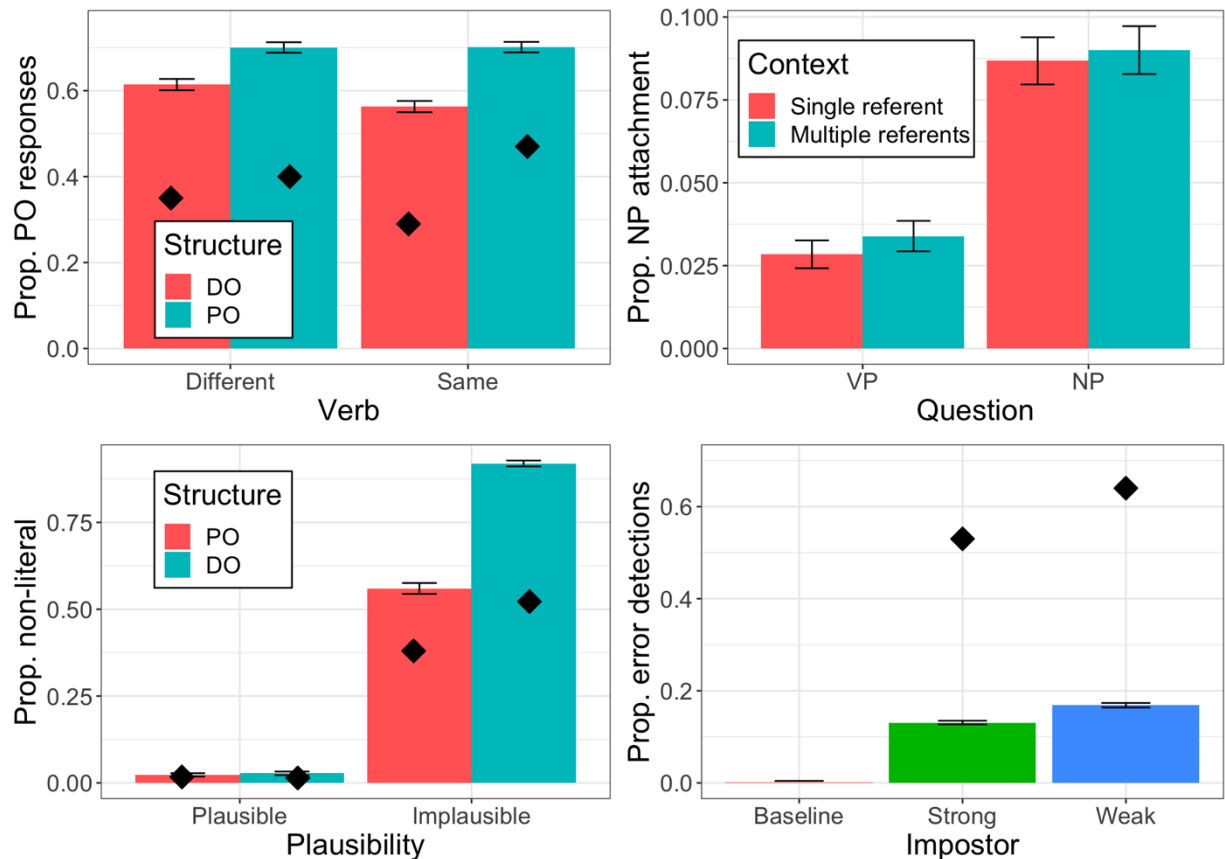 Prop. PO responses
0.6
0.4
0.2
0.0
Structure
DO
PO
Different
Same
Verb
Prop. NP attachment
0.100
0.075
0.050
0.025
0.000
Context
Single referent
Multiple referents
VP
NP
Question
Prop. non-literal
0.75
0.50
0.25
0.00
Structure
PO
DO
Plausible
Implausible
Plausibility
Prop. error detections
0.6
0.4
0.2
0.0
Baseline
Strong
Weak
Impostor